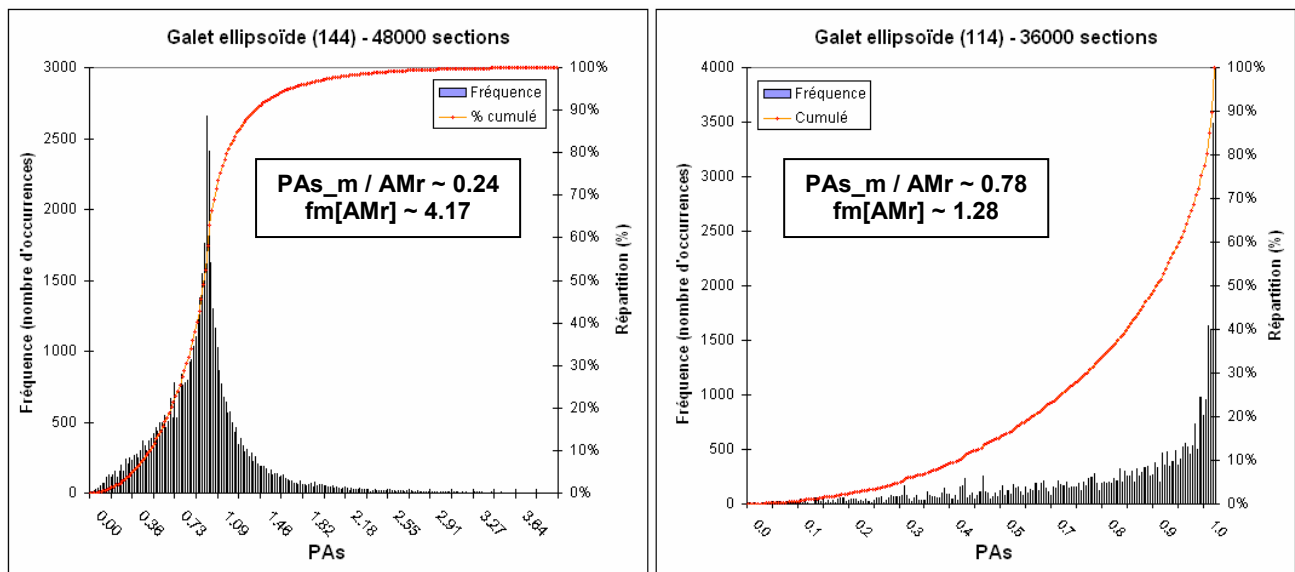 Galet ellipsoïde (144) - 48000 sections
Fréquence (nombre d'occurrences)
3000
2500
2000
1500
1000
500
0
Fréquence
% cumulé
PAs_m / AMr ~ 0.24
fm[AMr] ~ 4.17
100%
90%
80%
70%
60%
50%
40%
30%
20%
10%
0%
Répartition (%)
0.00 0.36 0.73 1.09 1.46 1.82 2.18 2.55 2.91 3.27 3.64
PAs
Galet ellipsoïde (114) - 36000 sections
Fréquence (nombre d'occurrences)
4000
3500
3000
2500
2000
1500
1000
500
0
Fréquence
Cumulé
PAs_m / AMr ~ 0.78
fm[AMr] ~ 1.28
100%
90%
80%
70%
60%
50%
40%
30%
20%
10%
0%
Répartition (%)
0.0 0.1 0.2 0.3 0.4 0.5 0.6 0.7 0.8 0.9 1.0
PAs